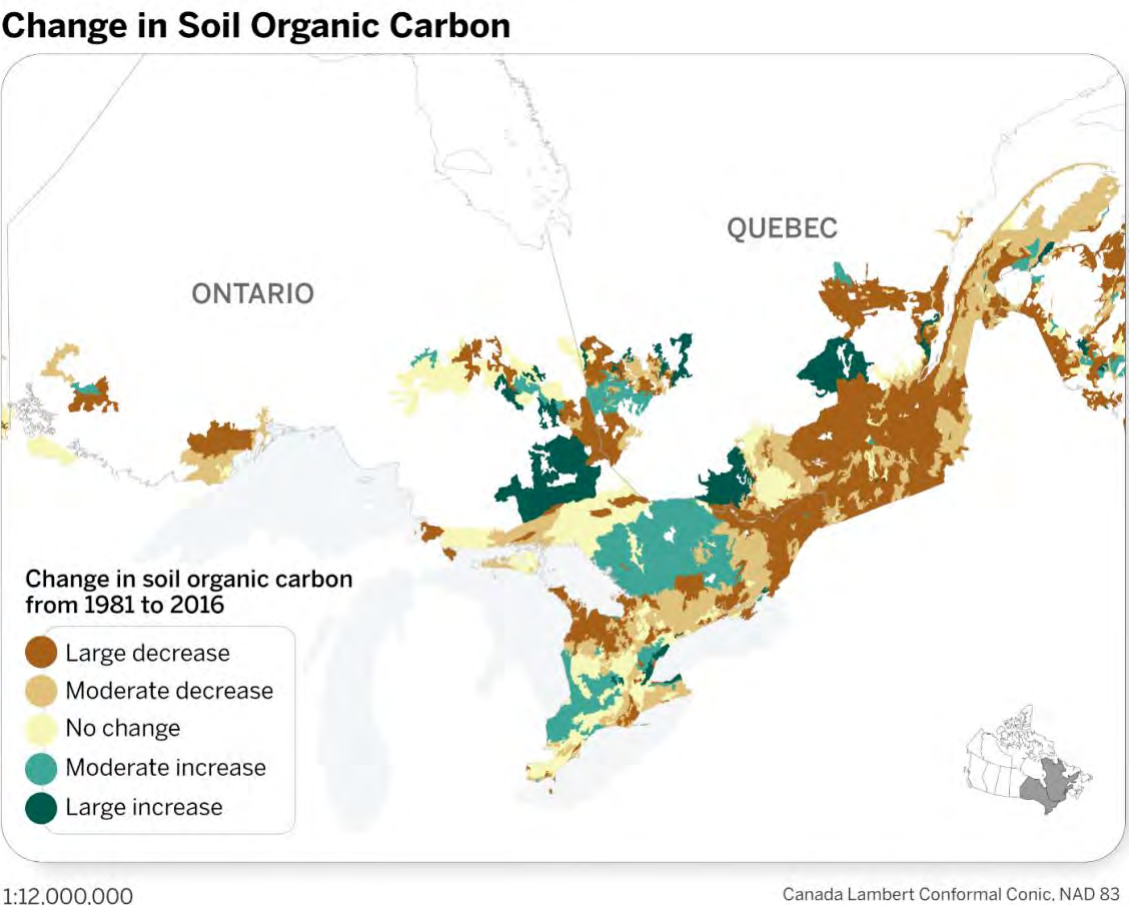 Change in Soil Organic Carbon
QUEBEC
ONTARIO
Change in soil organic carbon
from 1981 to 2016
Large decrease
Moderate decrease
No change
Moderate increase
Large increase
1:12,000,000
Canada Lambert Conformal Conic, NAD 83